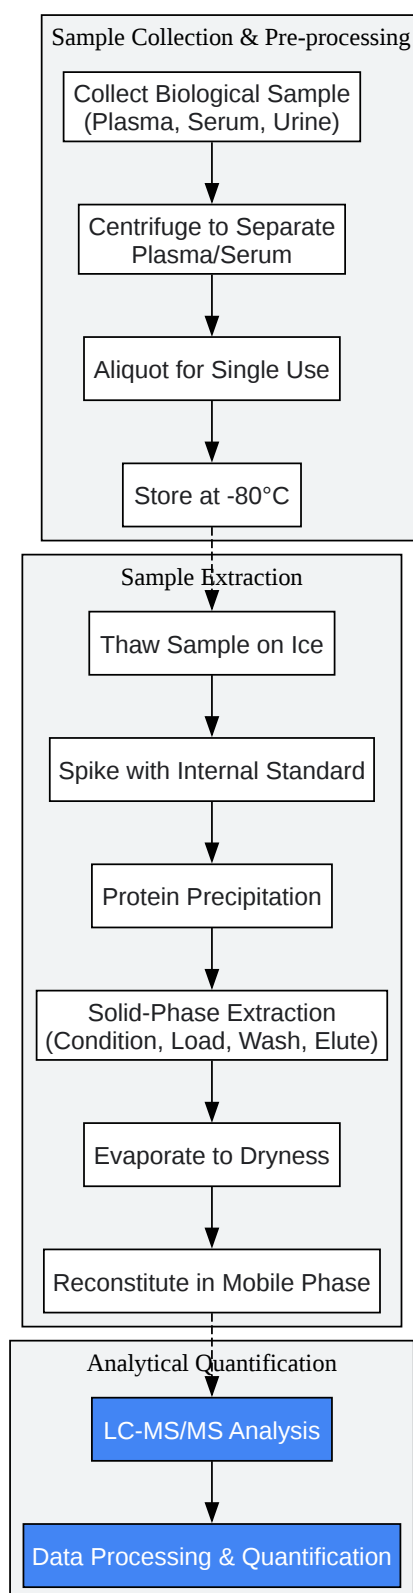 Sample Collection & Pre-processing
Collect Biological Sample
(Plasma, Serum, Urine)
Centrifuge to Separate
Plasma/Serum
Aliquot for Single Use
Store at -80°C
Sample Extraction
Thaw Sample on Ice
Spike with Internal Standard
Protein Precipitation
Solid-Phase Extraction
(Condition, Load, Wash, Elute)
Evaporate to Dryness
Reconstitute in Mobile Phase
Analytical Quantification
LC-MS/MS Analysis
Data Processing & Quantification